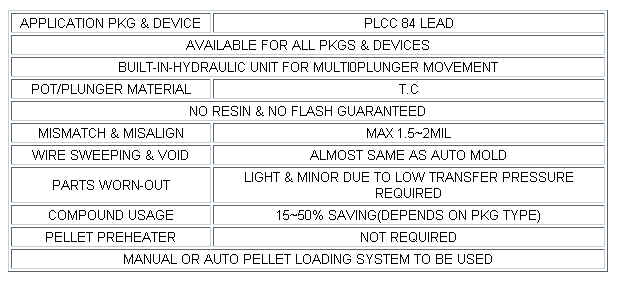 APPLICATION PKG & DEVICE PLCC 84 LEAD
AVAILABLE FOR ALL PKGS & DEVICES
BUILT-IN-HYDRAULIC UNIT FOR MULTI0PLUNGER MOVEMENT
POT/PLUNGER MATERIAL T.C
NO RESIN & NO FLASH GUARANTEED
MISMATCH & MISALIGN MAX 1.5~2MIL
WIRE SWEEPING & VOID ALMOST SAME AS AUTO MOLD
PARTS WORN-OUT LIGHT & MINOR DUE TO LOW TRANSFER PRESSURE
REQUIRED
COMPOUND USAGE 15~50% SAVING(DEPENDS ON PKG TYPE)
PELLET PREHEATER NOT REQUIRED
MANUAL OR AUTO PELLET LOADING SYSTEM TO BE USED